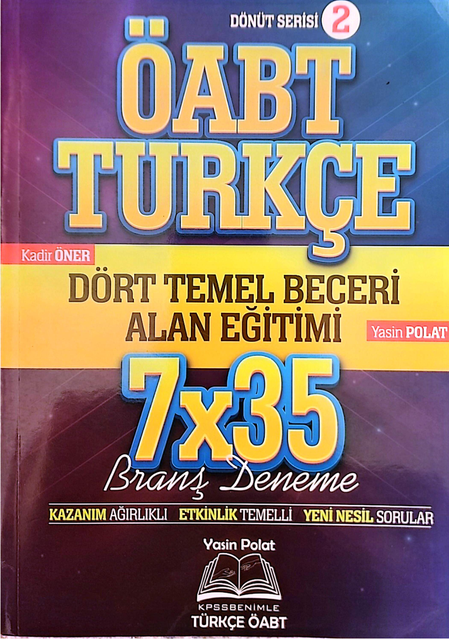 DÖNÜT SERİSİ 2
ÖABT
TÜRKÇE
Kadir ÖNER
DÖRT TEMEL BECERİ
ALAN EĞİTİMİ
Yasin POLAT
7x35
Branş Deneme
KAZANIM AĞIRLIKLI ETKİNLİK TEMELLİ YENİ NESİL SORULAR
Yasin Polat
KPSSBENİMLE
TÜRKÇE ÖABT